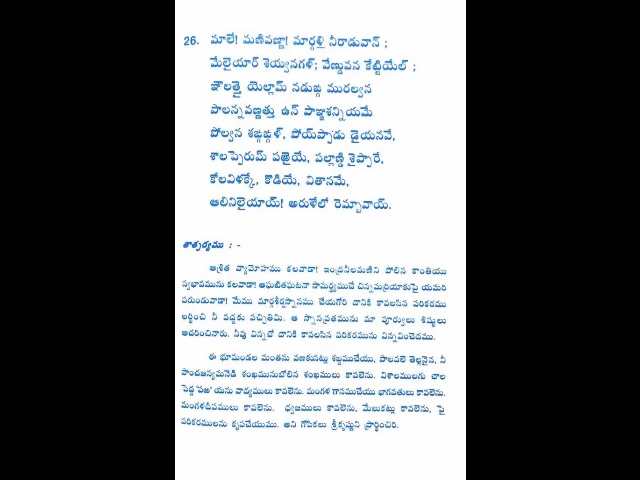 26. మాలే! మణివణ్ణా! మార్గళి నీరాడువాన్ ;
మేలైయార్ శెయ్వనగళ్; వేణ్డువన కేట్టియేల్ ;
ఞాలత్తై యెల్లామ్ నడుఙ్గ మురల్వన
పాలన్నవణ్ణత్తు ఉన్ పాఞ్జశన్నియమే
పోల్వన శఙ్గఙ్గళ్, పోయ్‌ప్పాడు డైయనవే,
శాలప్పెరుమ్ పఱైయే, పల్లాణ్డి శైప్పారే,
కోలవిళక్కే, కొడియే, వితానమే,
ఆలినిలైయాయ్! అరుళేలో రెమ్బావాయ్.
తాత్పర్యము : -
ఆశ్రిత వ్యామోహము కలవాడా! ఇంద్రనీలమణిని పోలిన కాంతియు
స్వభావమును కలవాడా! అఘటితఘటనా సామర్థ్యముచే చిన్నమఱ్రియాకుపై యమరి
పరుండువాడా! మేము మార్గశీర్షస్నానము చేయగోరి దానికి కావలసిన పరికరము
లర్థించి నీ వద్దకు వచ్చితిమి. ఆ స్నానవ్రతమును మా పూర్వులు శిష్టులు
ఆచరించినారు. నీవు విన్నచో దానికి కావలసిన పరికరమును విన్నవించెదము.
ఈ భూమండల మంతను వణకునట్లు శబ్దముచేయు, పాలవలె తెల్లనైన, నీ
పాంచజన్యమనెడి శంఖమునుబోలిన శంఖములు కావలెను. విశాలములగు చాల
పెద్ద 'పఱ' యను వాద్యములు కావలెను. మంగళ గానముచేయు భాగవతులు కావలెను.
మంగళదీపములు కావలెను. ధ్వజములు కావలెను, మేలుకట్లు కావలెను, పై
పరికరములను కృపచేయుము. అని గోపికలు శ్రీకృష్ణుని ప్రార్థించిరి.